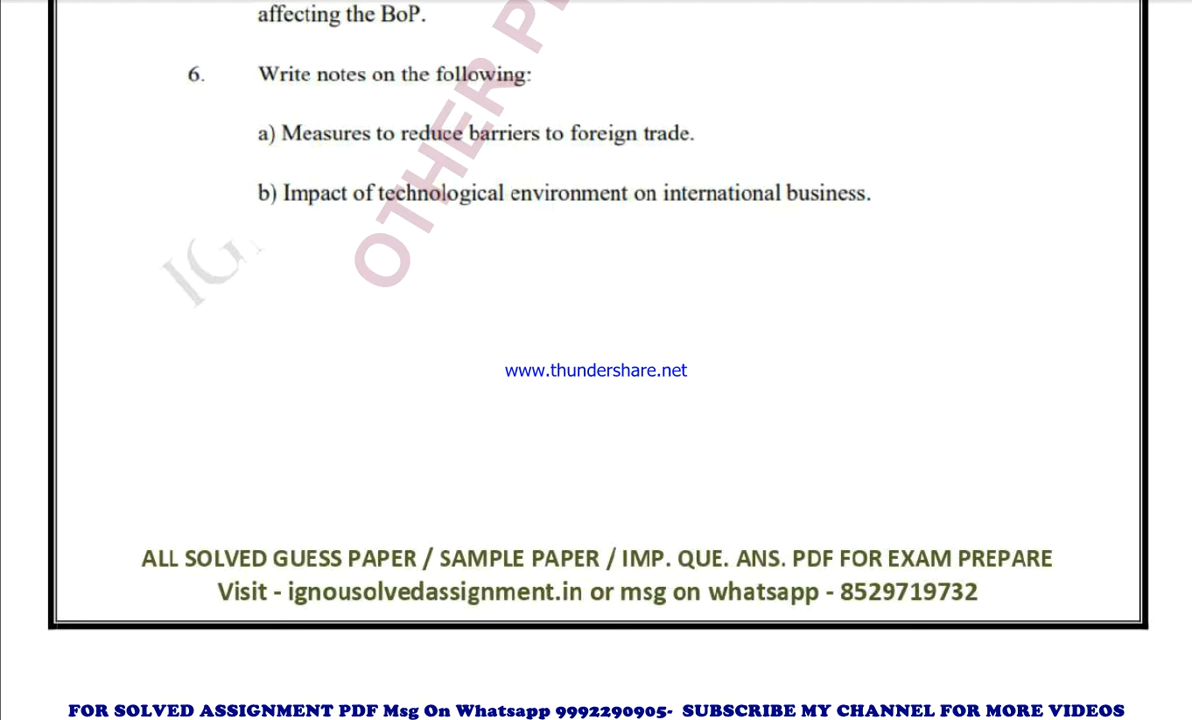 affecting the BoP.
6. Write notes on the following:
a) Measures to reduce barriers to foreign trade.
b) Impact of technological environment on international business.
OTHER
IG
www.thundershare.net
ALL SOLVED GUESS PAPER / SAMPLE PAPER / IMP. QUE. ANS. PDF FOR EXAM PREPARE
Visit - ignousolvedassignment.in or msg on whatsapp - 8529719732
FOR SOLVED ASSIGNMENT PDF Msg On Whatsapp 9992290905- SUBSCRIBE MY CHANNEL FOR MORE VIDEOS